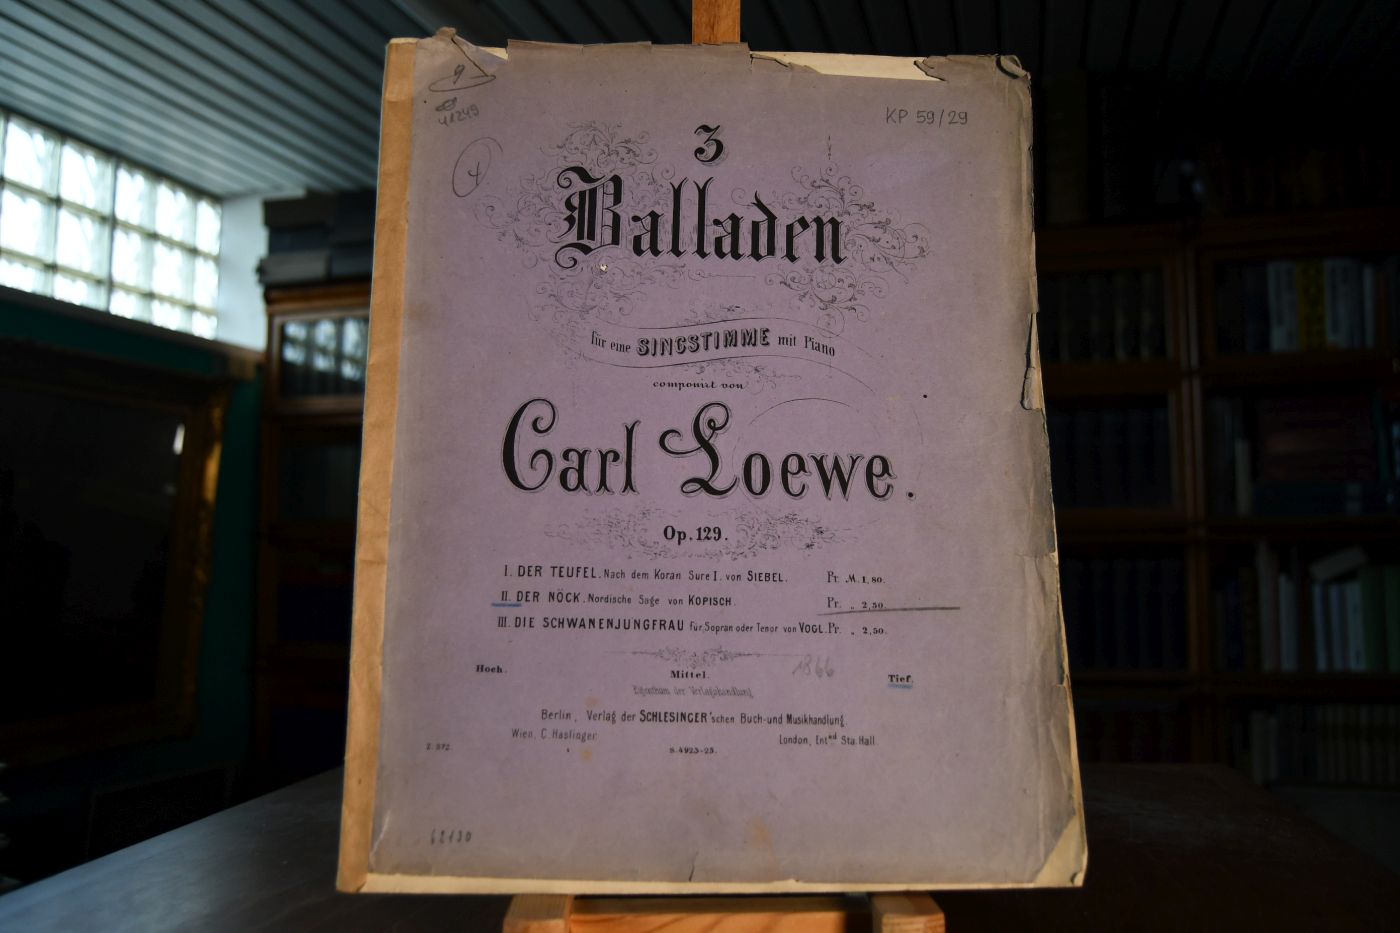 9
41249
4
KP 59/29
3
Balladen
für eine SINGSTIMME mit Piano
componirt von
Carl Loewe.
Op. 129.
I. DER TEUFEL. Nach dem Koran Sure I. von SIEBEL. Pr. M. 1,80.
II. DER NÖCK. Nordische Sage von KOPISCH. Pr. " 2,50.
III. DIE SCHWANENJUNGFRAU für Sopran oder Tenor von VOGL. Pr. " 2,50.
Hoch. Mittel. 1866 Tief.
Eigenthum der Verlagshandlung
Berlin, Verlag der SCHLESINGER'schen Buch-und Musikhandlung
Wien, C. Haslinger. London, Ent^ed Sta. Hall.
S. 4923-25.